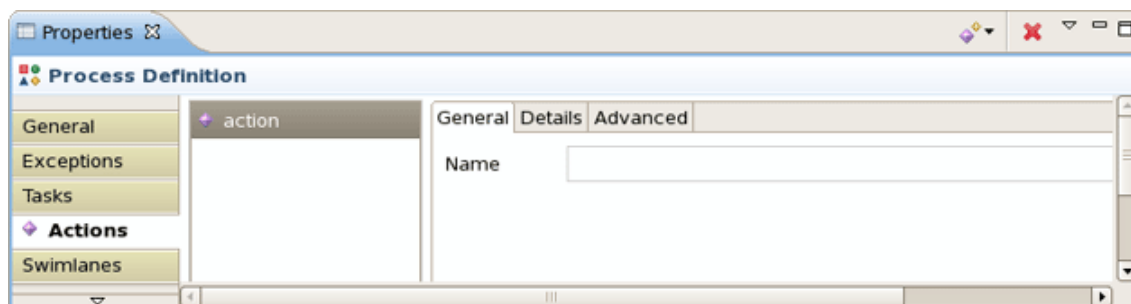 Properties
Process Definition
General
Exceptions
Tasks
Actions
Swimlanes
action
General Details Advanced
Name